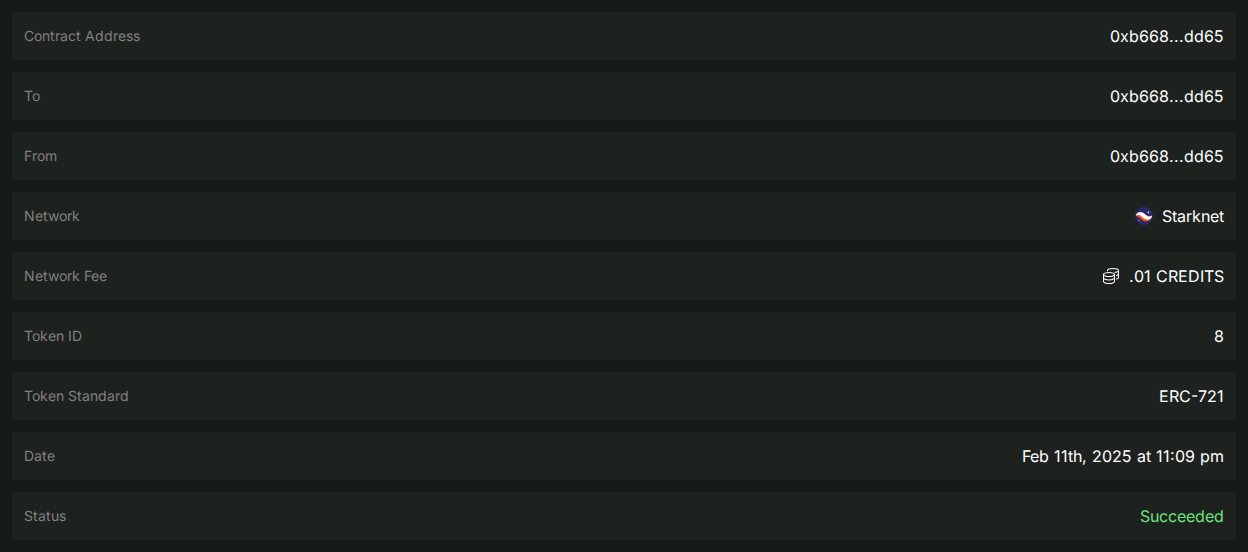 Contract Address 0xb668...dd65
To 0xb668...dd65
From 0xb668...dd65
Network Starknet
Network Fee .01 CREDITS
Token ID 8
Token Standard ERC-721
Date Feb 11th, 2025 at 11:09 pm
Status Succeeded